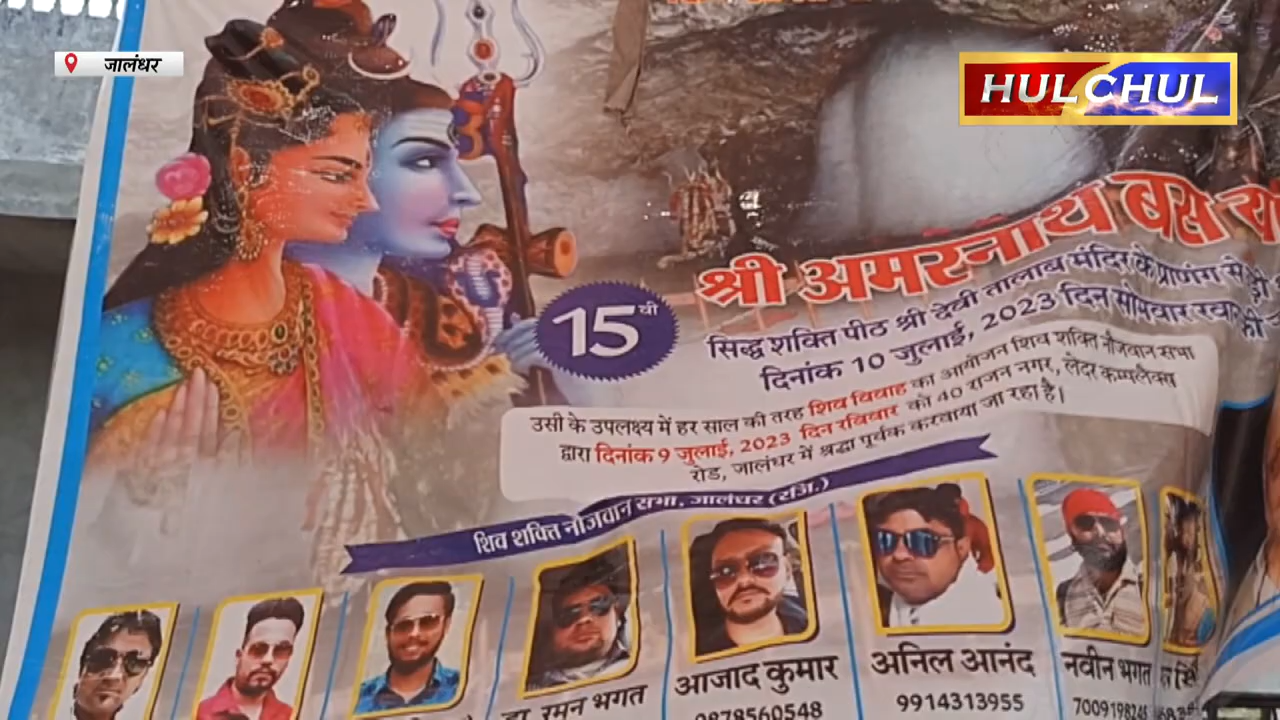 जालंधर
HULCHUL
श्री अमरनाथ बस
15वीं
सिद्ध शक्ति पीठ श्री देवी तालाब मंदिर के प्राणंग से
दिनांक 10 जुलाई, 2023 दिन सोमवार रवाना
उसी के उपलक्ष्य में हर साल की तरह शिव विवाह का आयोजन शिव शक्ति नौजवान सभा
द्वारा दिनांक 9 जुलाई, 2023 दिन रविवार को 40 राजन नगर, लेदर कम्पलैक्स
रोड, जालंधर में श्रद्धा पूर्वक करवाया जा रहा है।
शिव शक्ति नौजवान सभा, जालंधर (रजि.)
डा. रमन भगत
आजाद कुमार
9878560548
अनिल आनंद
9914313955
नवीन भगत